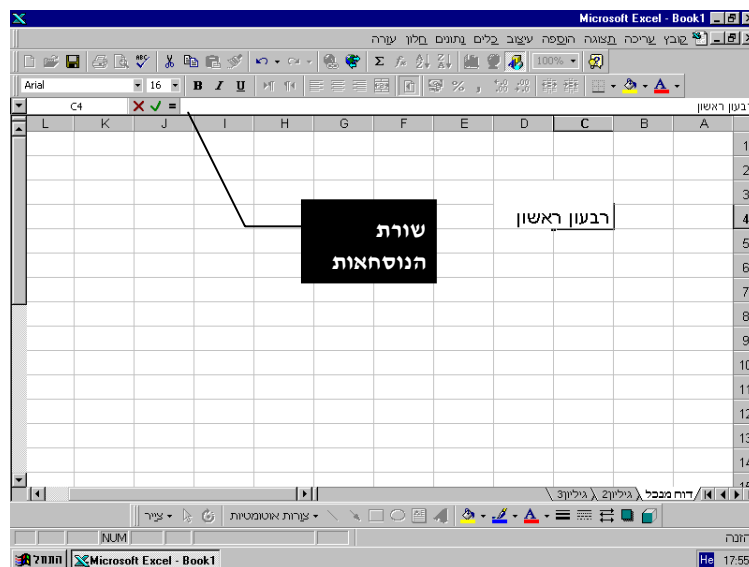 Microsoft Excel - Book1
קובץ עריכה תצוגה הוספה עיצוב כלים נתונים חלון עזרה
100%
Arial 16 B I U
C4 = רבעון ראשון
L K J I H G F E D C B A
1
2
3
רבעון ראשון 4
שורת
הנוסחאות
5
6
7
8
9
10
11
12
13
14
דוח מנכל גיליון2 גיליון3
צייר צורות אוטומטיות
NUM הזנה
התחל Microsoft Excel - Book1 He 17:55